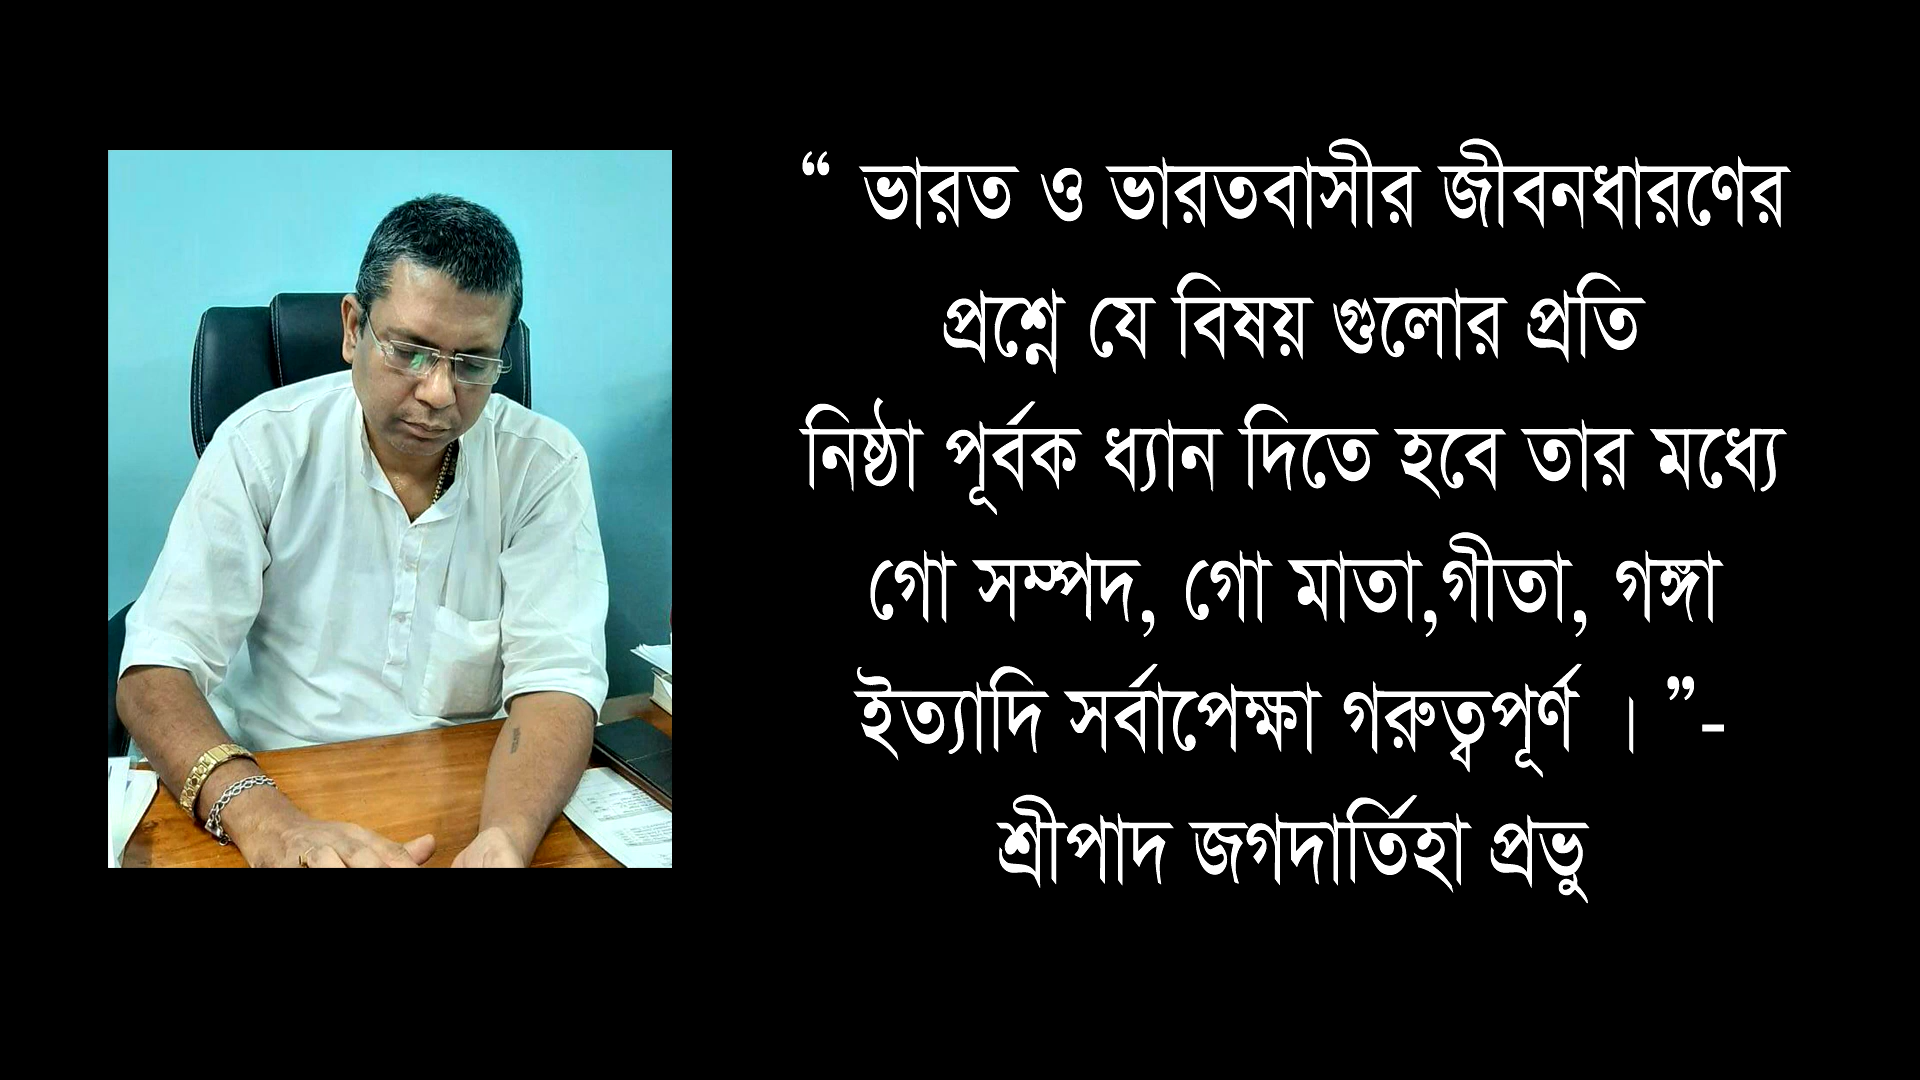 “ ভারত ও ভারতবাসীর জীবনধারণের
প্রশ্নে যে বিষয় গুলোর প্রতি
নিষ্ঠা পূর্বক ধ্যান দিতে হবে তার মধ্যে
গো সম্পদ, গো মাতা,গীতা, গঙ্গা
ইত্যাদি সর্বাপেক্ষা গরুত্বপূর্ণ । ”-
শ্রীপাদ জগদার্তিহা প্রভু